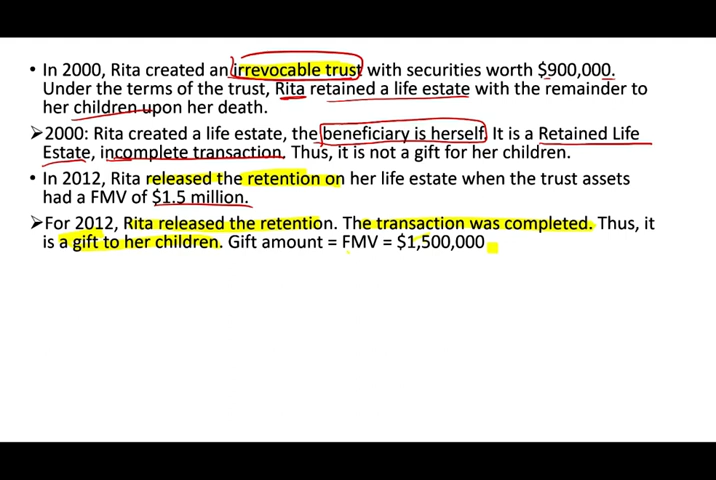 • In 2000, Rita created an irrevocable trust with securities worth $900,000.
Under the terms of the trust, Rita retained a life estate with the remainder to
her children upon her death.
➢2000: Rita created a life estate, the beneficiary is herself. It is a Retained Life
Estate, incomplete transaction. Thus, it is not a gift for her children.
• In 2012, Rita released the retention on her life estate when the trust assets
had a FMV of $1.5 million.
➢For 2012, Rita released the retention. The transaction was completed. Thus, it
is a gift to her children. Gift amount = FMV = $1,500,000